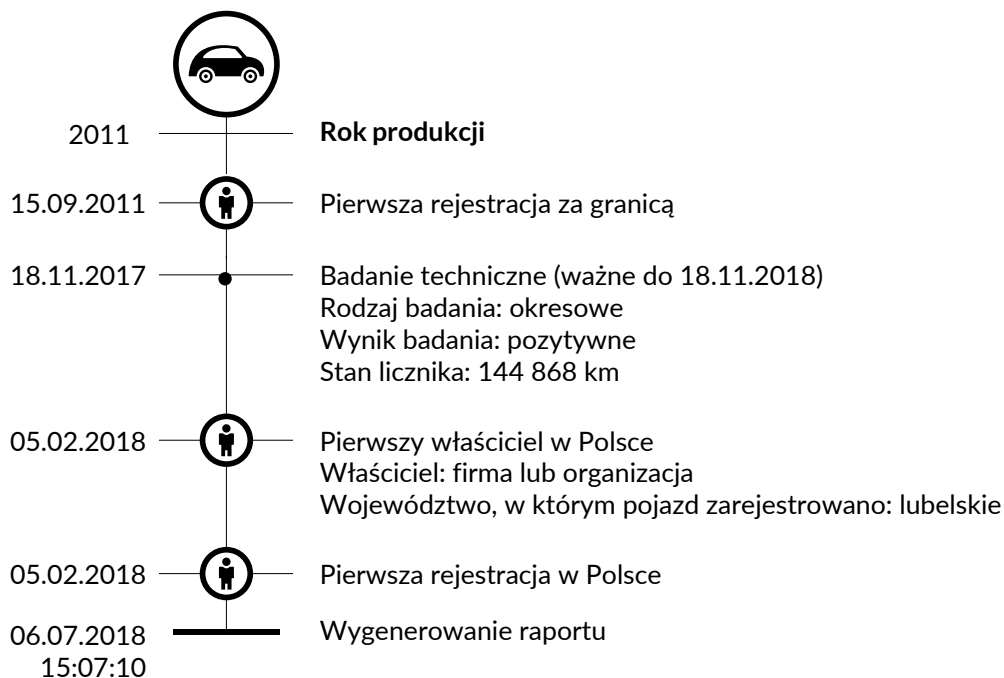 2011 Rok produkcji
15.09.2011 Pierwsza rejestracja za granicą
18.11.2017 Badanie techniczne (ważne do 18.11.2018)
Rodzaj badania: okresowe
Wynik badania: pozytywne
Stan licznika: 144 868 km
05.02.2018 Pierwszy właściciel w Polsce
Właściciel: firma lub organizacja
Województwo, w którym pojazd zarejestrowano: lubelskie
05.02.2018 Pierwsza rejestracja w Polsce
06.07.2018 Wygenerowanie raportu
15:07:10